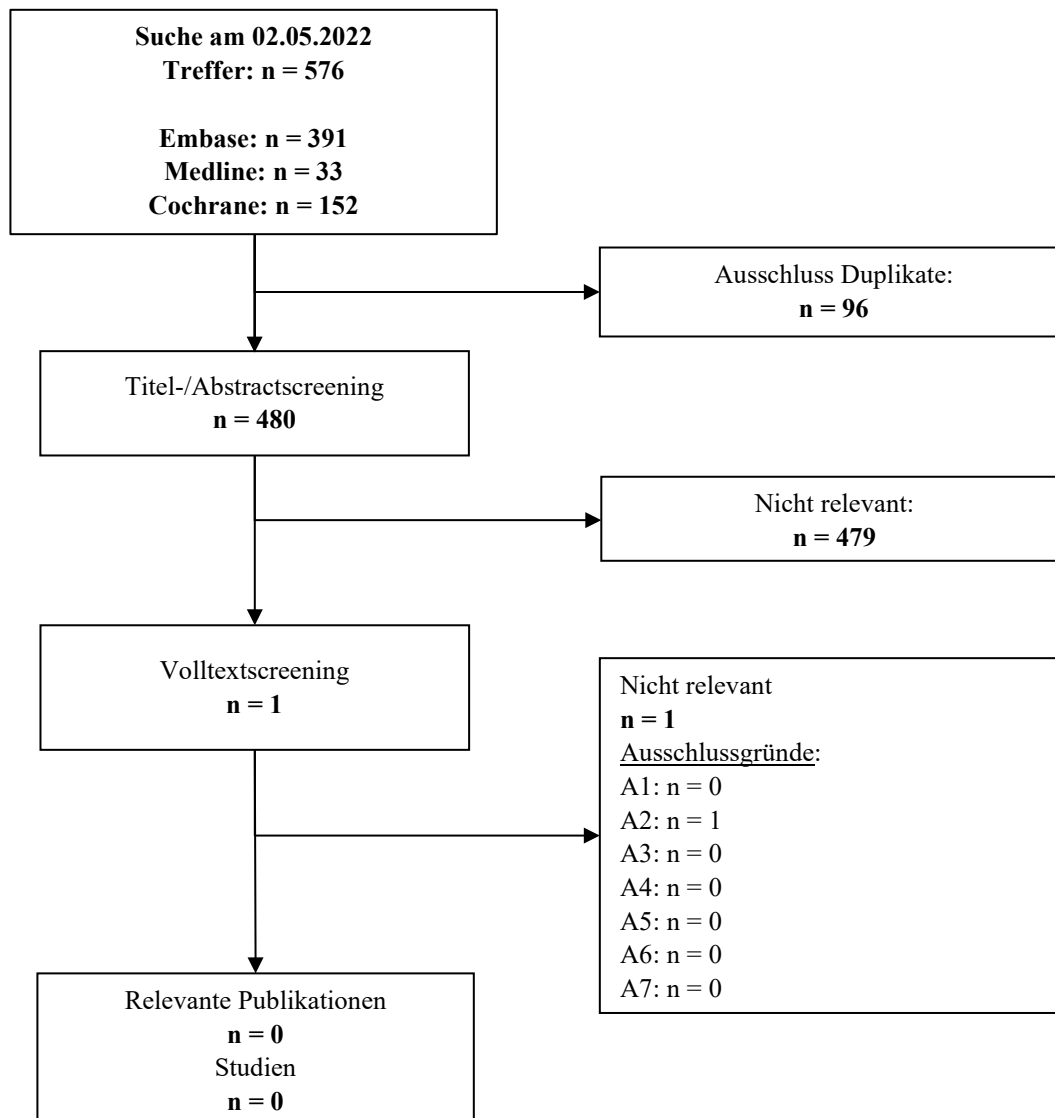 Suche am 02.05.2022
Treffer: n = 576
Embase: n = 391
Medline: n = 33
Cochrane: n = 152
Ausschluss Duplikate:
n = 96
Titel-/Abstractscreening
n = 480
Nicht relevant:
n = 479
Volltextscreening
n = 1
Nicht relevant
n = 1
Ausschlussgründe:
A1: n = 0
A2: n = 1
A3: n = 0
A4: n = 0
A5: n = 0
A6: n = 0
A7: n = 0
Relevante Publikationen
n = 0
Studien
n = 0